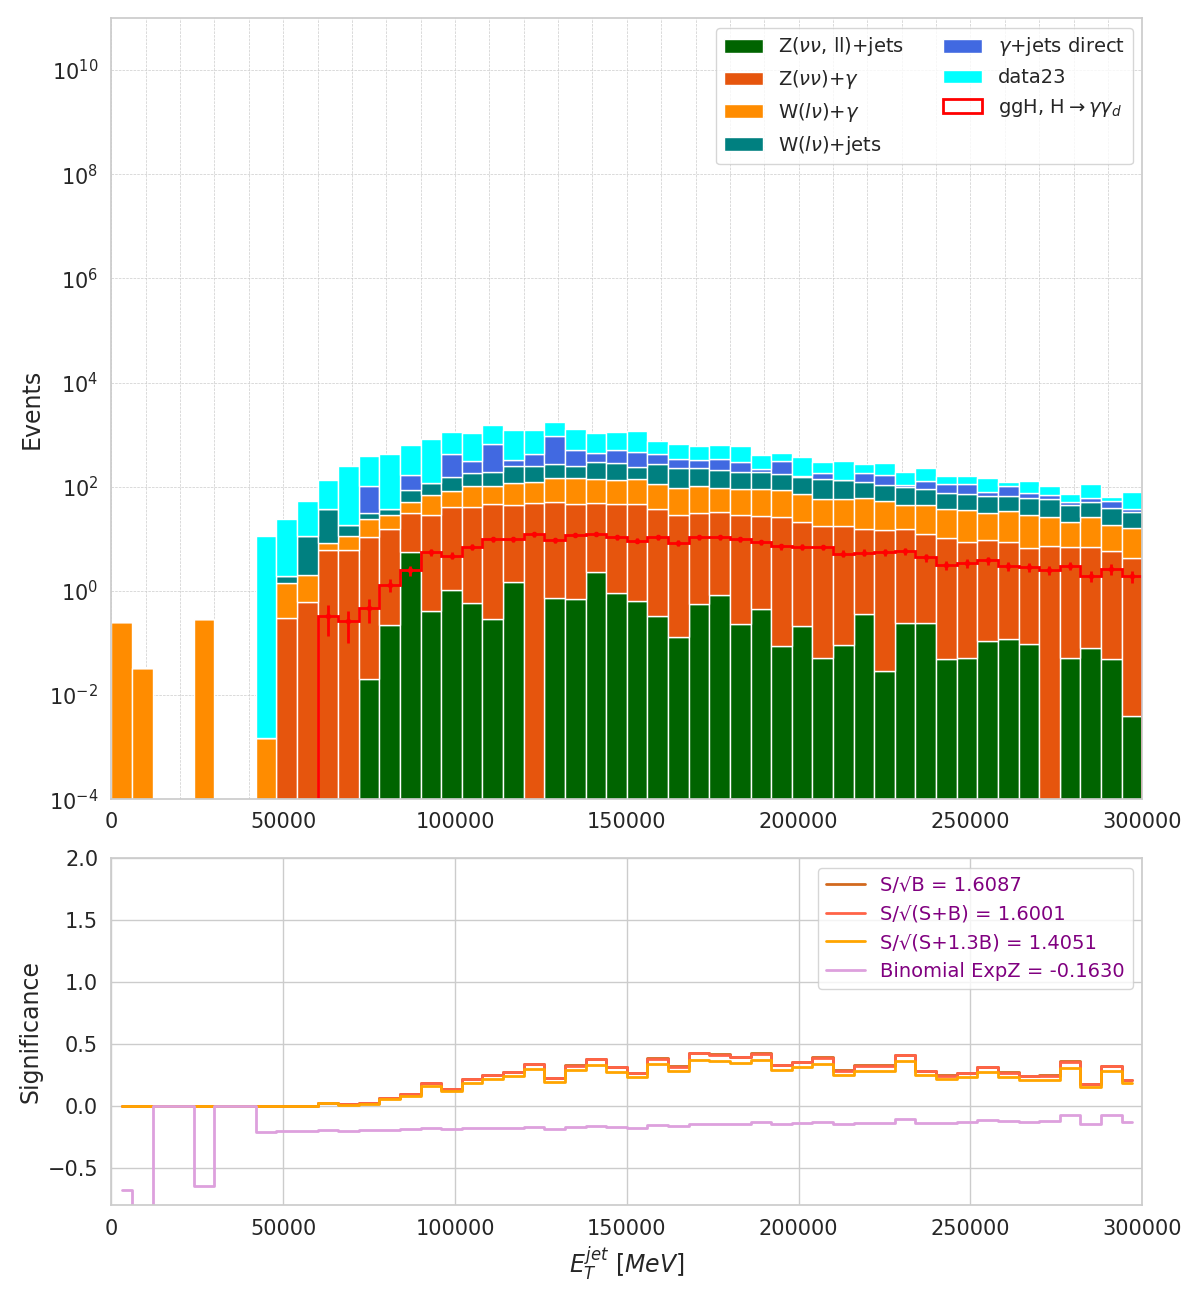 Z(νν, ll)+jets
Z(νν)+γ
W(lν)+γ
W(lν)+jets
γ+jets direct
data23
ggH, H→γγ_d
Events
10^10
10^8
10^6
10^4
10^2
10^0
10^−2
10^−4
0 50000 100000 150000 200000 250000 300000
S/√B = 1.6087
S/√(S+B) = 1.6001
S/√(S+1.3B) = 1.4051
Binomial ExpZ = -0.1630
Significance
2.0
1.5
1.0
0.5
0.0
−0.5
0 50000 100000 150000 200000 250000 300000
E_T^jet [MeV]